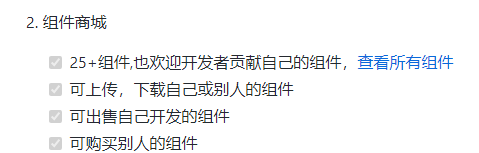 2. 组件商城
25+组件,也欢迎开发者贡献自己的组件，查看所有组件
可上传，下载自己或别人的组件
可出售自己开发的组件
可购买别人的组件